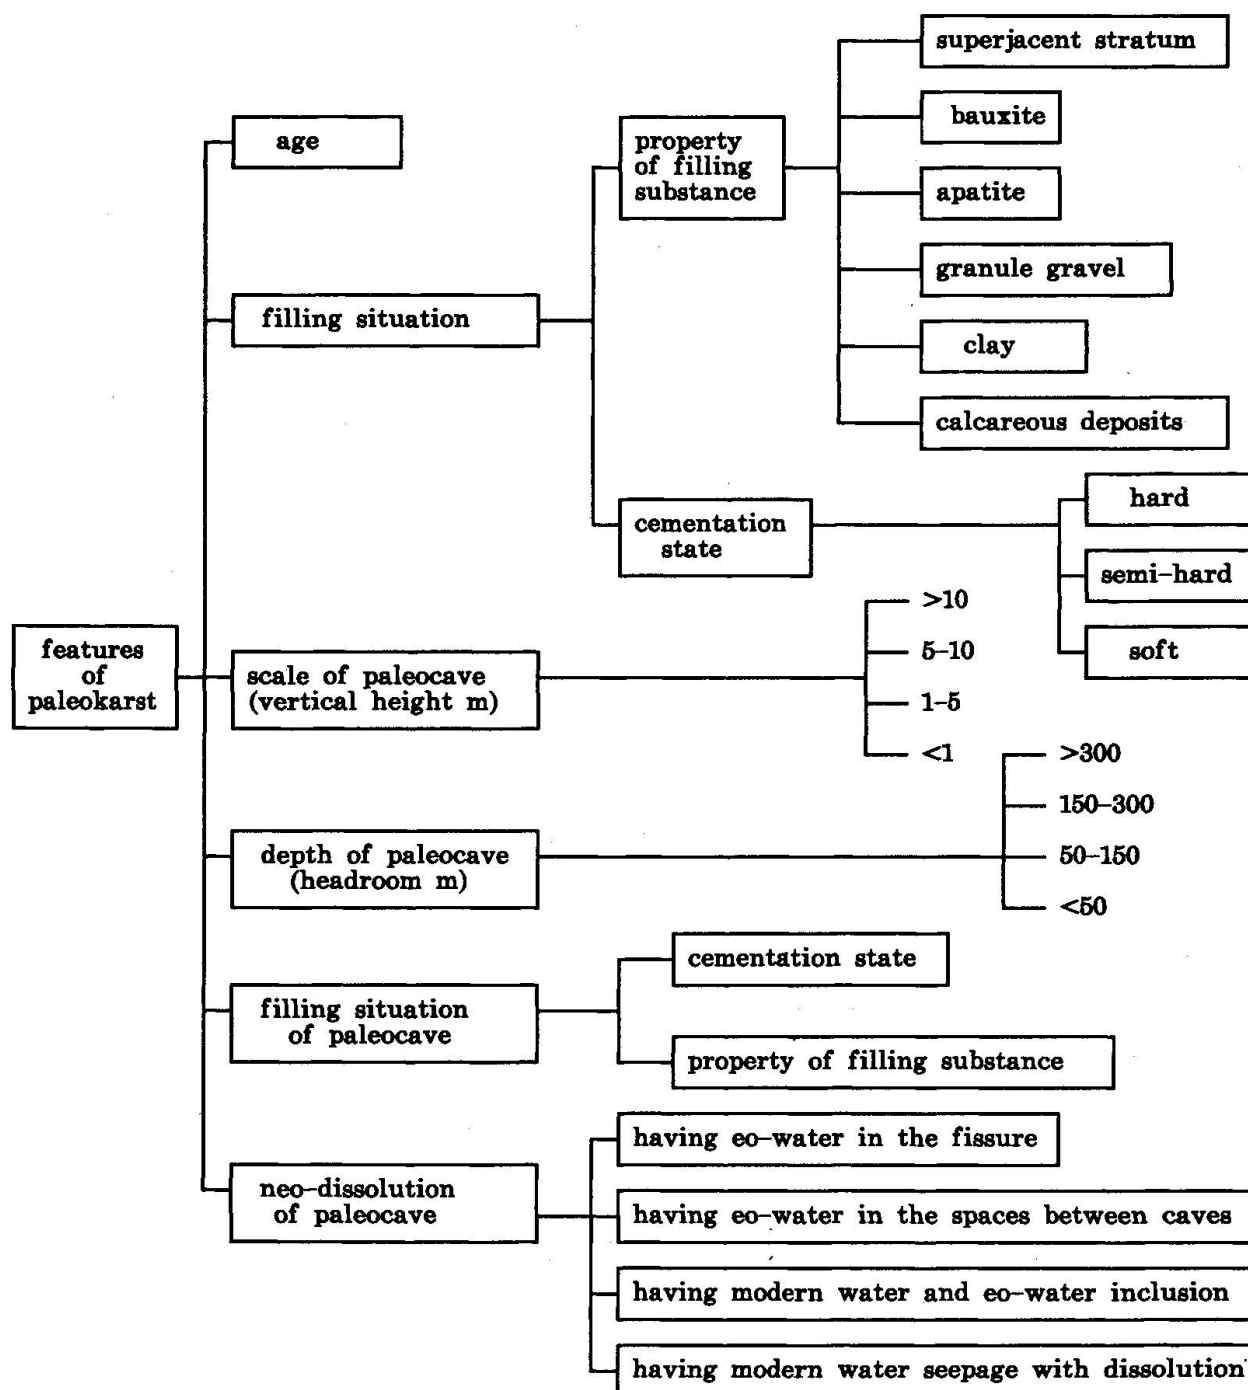 features
of
paleokarst
age
filling situation
property
of filling
substance
superjacent stratum
bauxite
apatite
granule gravel
clay
calcareous deposits
cementation
state
hard
semi-hard
soft
scale of paleocave
(vertical height m)
>10
5-10
1-5
<1
depth of paleocave
(headroom m)
>300
150-300
50-150
<50
filling situation
of paleocave
cementation state
property of filling substance
neo-dissolution
of paleocave
having eo-water in the fissure
having eo-water in the spaces between caves
having modern water and eo-water inclusion
having modern water seepage with dissolution